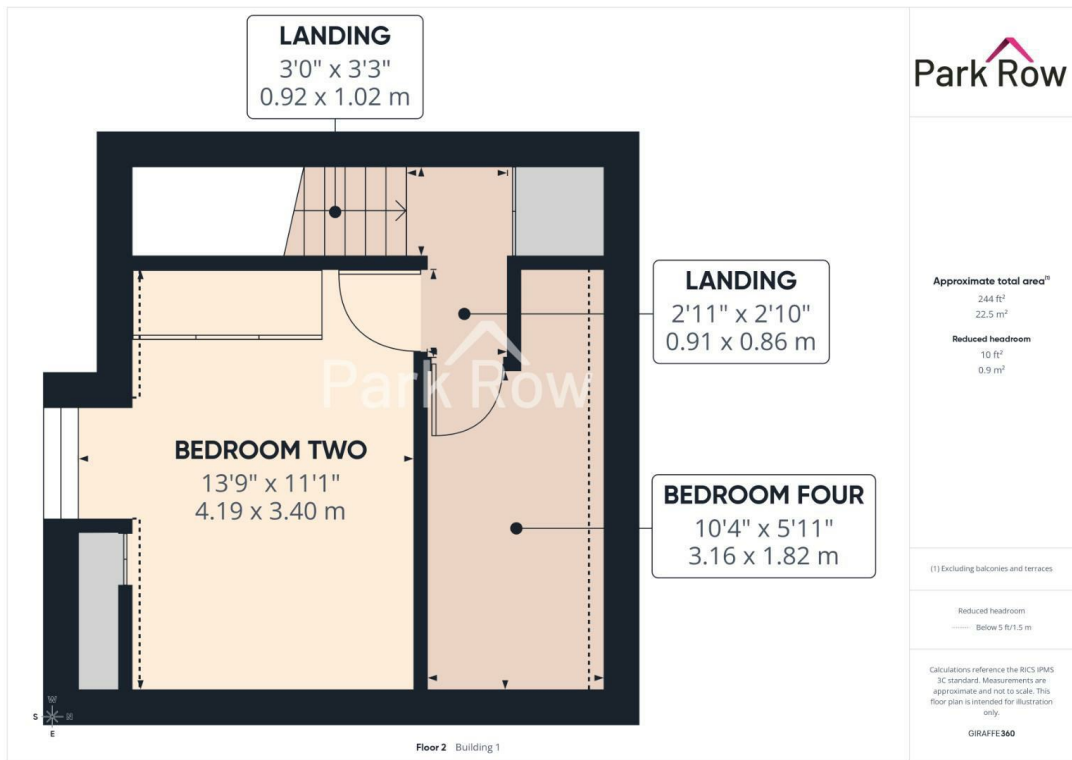 LANDING
3'0" x 3'3"
0.92 x 1.02 m
LANDING
2'11" x 2'10"
0.91 x 0.86 m
Park Row
BEDROOM TWO
13'9" x 11'1"
4.19 x 3.40 m
BEDROOM FOUR
10'4" x 5'11"
3.16 x 1.82 m
W
S N
E
Floor 2 Building 1
Park Row
Approximate total area(1)
244 ft²
22.5 m²
Reduced headroom
10 ft²
0.9 m²
(1) Excluding balconies and terraces
Reduced headroom
Below 5 ft/1.5 m
Calculations reference the RICS IPMS
3C standard. Measurements are
approximate and not to scale. This
floor plan is intended for illustration
only.
GIRAFFE360